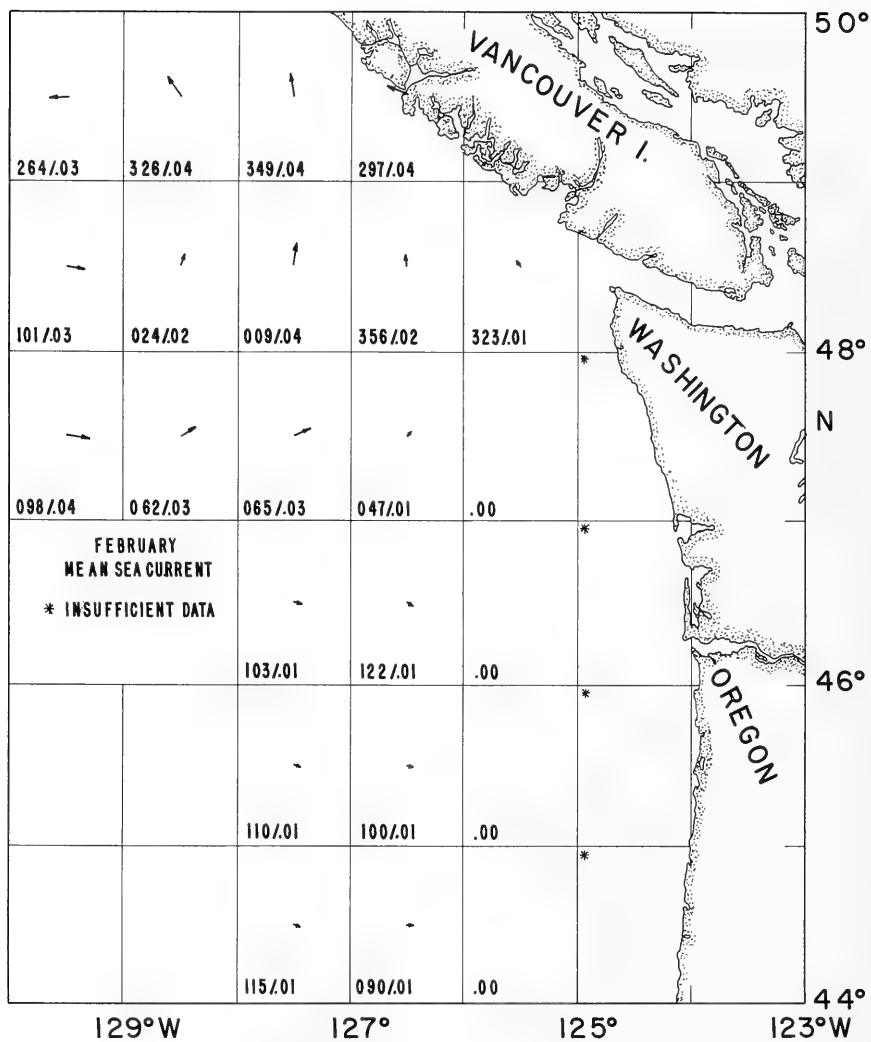 50°
VANCOUVER I.
264/.03 326/.04 349/.04 297/.04
101/.03 024/.02 009/.04 356/.02 323/.01
48°
*
WASHINGTON
N
098/.04 062/.03 065/.03 047/.01 .00
*
FEBRUARY
MEAN SEA CURRENT
* INSUFFICIENT DATA
103/.01 122/.01 .00
46°
*
OREGON
110/.01 100/.01 .00
*
115/.01 090/.01 .00
44°
129°W 127° 125° 123°W